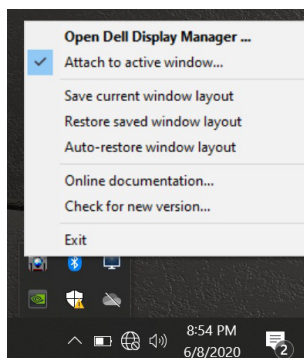 Open Dell Display Manager ...
Attach to active window...
Save current window layout
Restore saved window layout
Auto-restore window layout
Online documentation...
Check for new version...
Exit
8:54 PM
6/8/2020
2